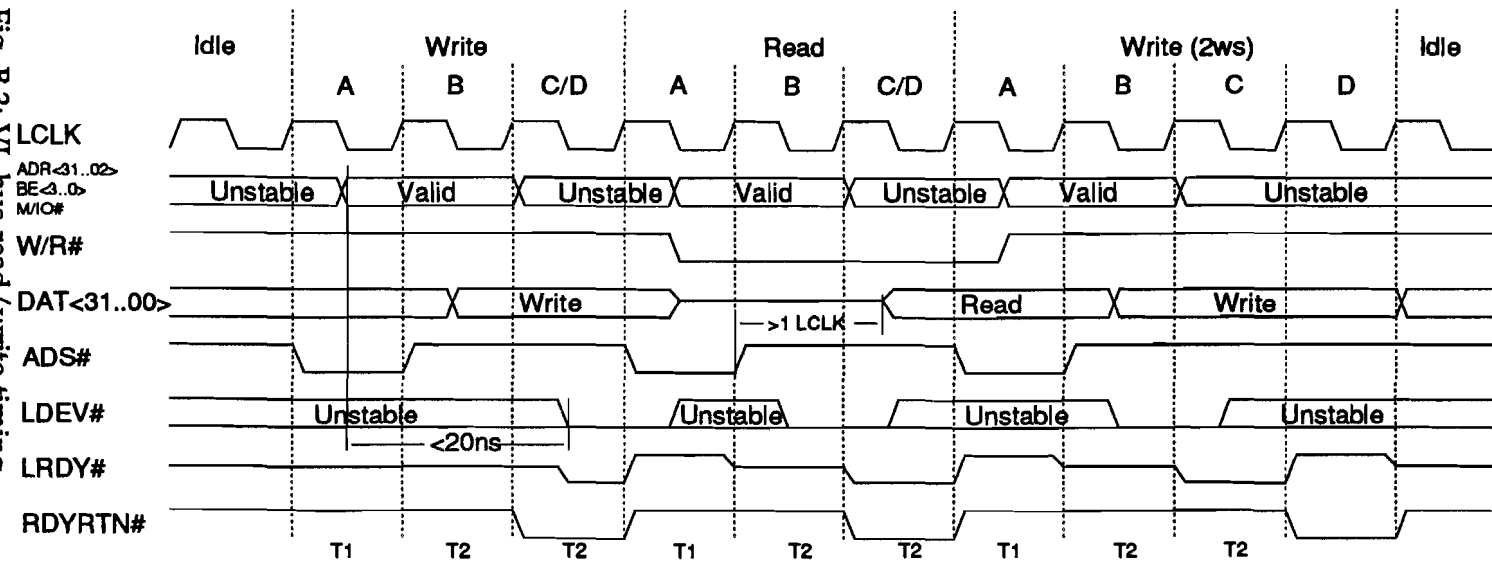 Idle Write Read Write (2ws) Idle
A B C/D A B C/D A B C D
LCLK
ADR<31..02>
BE<3..0>
M/IO#
Unstable Valid Unstable Valid Unstable Valid Unstable
W/R#
DAT<31..00>
Write Read Write
>1 LCLK
ADS#
LDEV#
Unstable Unstable Unstable Unstable
<20ns
LRDY#
RDYRTN#
T1 T2 T2 T1 T2 T2 T1 T2 T2